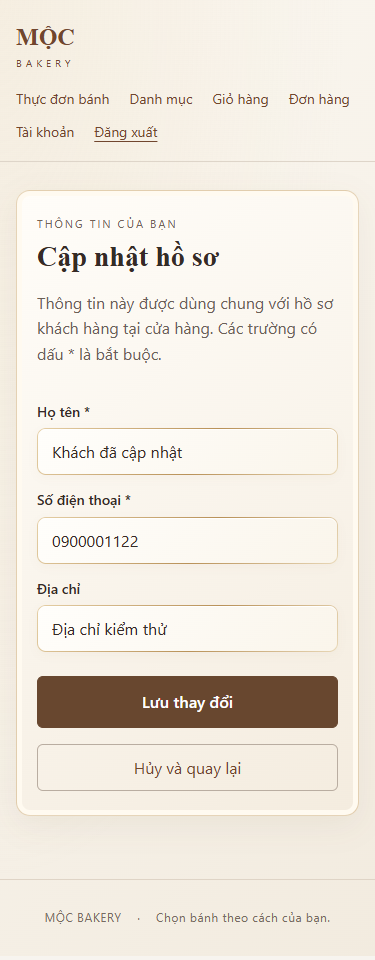 MỘC
BAKERY
Thực đơn bánh Danh mục Giỏ hàng Đơn hàng
Tài khoản Đăng xuất
THÔNG TIN CỦA BẠN
Cập nhật hồ sơ
Thông tin này được dùng chung với hồ sơ
khách hàng tại cửa hàng. Các trường có
dấu * là bắt buộc.
Họ tên *
Khách đã cập nhật
Số điện thoại *
0900001122
Địa chỉ
Địa chỉ kiểm thử
Lưu thay đổi
Hủy và quay lại
MỘC BAKERY · Chọn bánh theo cách của bạn.